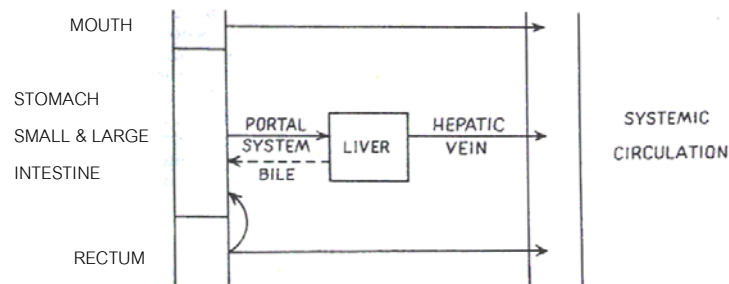 MOUTH
STOMACH
SMALL & LARGE
INTESTINE
PORTAL
SYSTEM
BILE
LIVER
HEPATIC
VEIN
SYSTEMIC
CIRCULATION
RECTUM